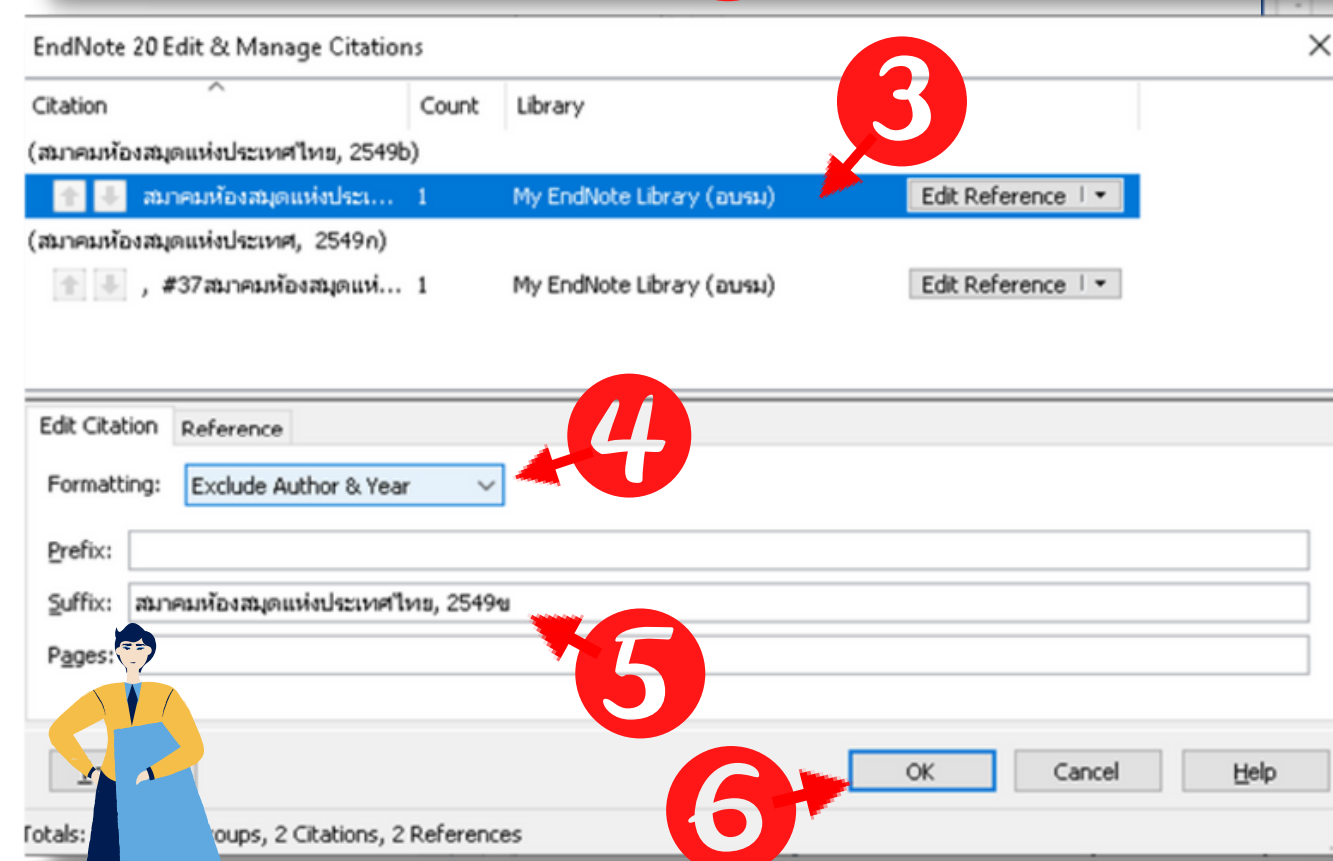 EndNote 20 Edit & Manage Citations
Citation Count Library
3
(สมาคมห้องสมุดแห่งประเทศไทย, 2549b)
สมาคมห้องสมุดแห่งประเ... 1 My EndNote Library (อบรม) Edit Reference
(สมาคมห้องสมุดแห่งประเทศ, 2549ก)
, #37สมาคมห้องสมุดแห่... 1 My EndNote Library (อบรม) Edit Reference
Edit Citation Reference
4
Formatting: Exclude Author & Year
Prefix:
Suffix: สมาคมห้องสมุดแห่งประเทศไทย, 2549ข
5
Pages:
6
OK Cancel Help
Totals: 2 Citations, 2 References